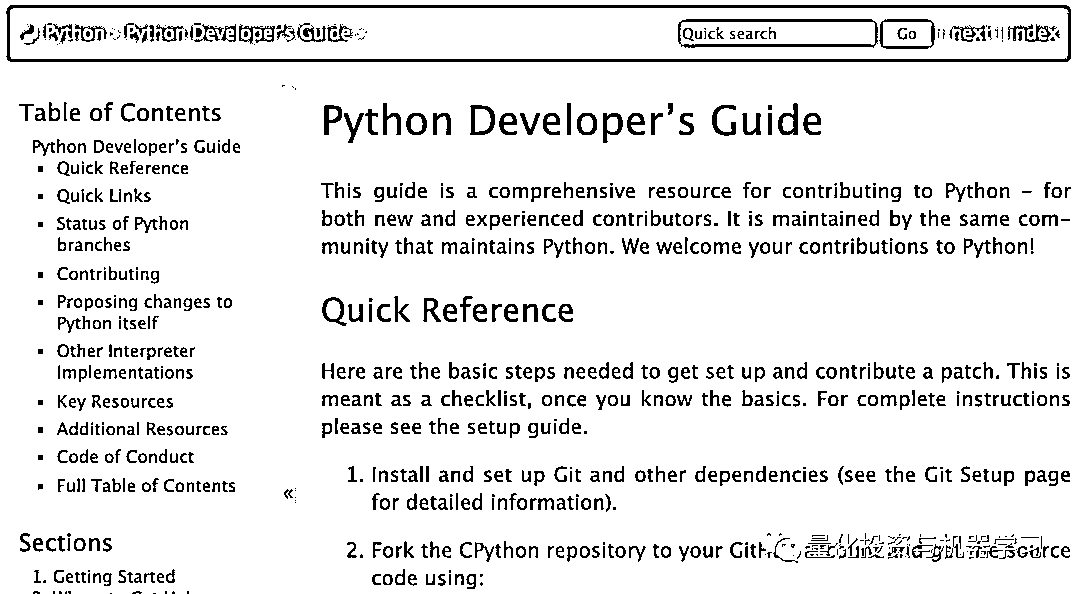 Python » Python Developer's Guide »
Quick search
Go
next | index
Table of Contents
Python Developer's Guide
▪ Quick Reference
▪ Quick Links
▪ Status of Python
branches
▪ Contributing
▪ Proposing changes to
Python itself
▪ Other Interpreter
Implementations
▪ Key Resources
▪ Additional Resources
▪ Code of Conduct
▪ Full Table of Contents
«
Sections
1. Getting Started
Python Developer's Guide
This guide is a comprehensive resource for contributing to Python – for
both new and experienced contributors. It is maintained by the same com-
munity that maintains Python. We welcome your contributions to Python!
Quick Reference
Here are the basic steps needed to get set up and contribute a patch. This is
meant as a checklist, once you know the basics. For complete instructions
please see the setup guide.
1. Install and set up Git and other dependencies (see the Git Setup page
for detailed information).
2. Fork the CPython repository to your source
code using:
量化投资与机器学习